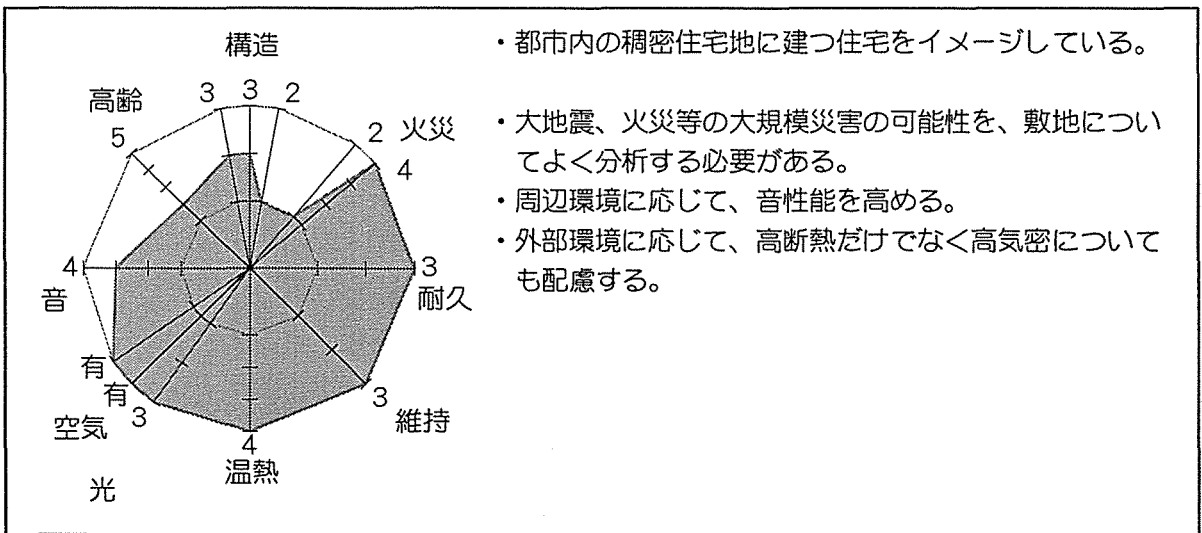 構造
3 3 2
高齢
5
2 火災
4
4
音
3
耐久
有
有
3
空気
3
維持
4
温熱
光
・都市内の稠密住宅地に建つ住宅をイメージしている。
・大地震、火災等の大規模災害の可能性を、敷地につい
てよく分析する必要がある。
・周辺環境に応じて、音性能を高める。
・外部環境に応じて、高断熱だけでなく高気密について
も配慮する。